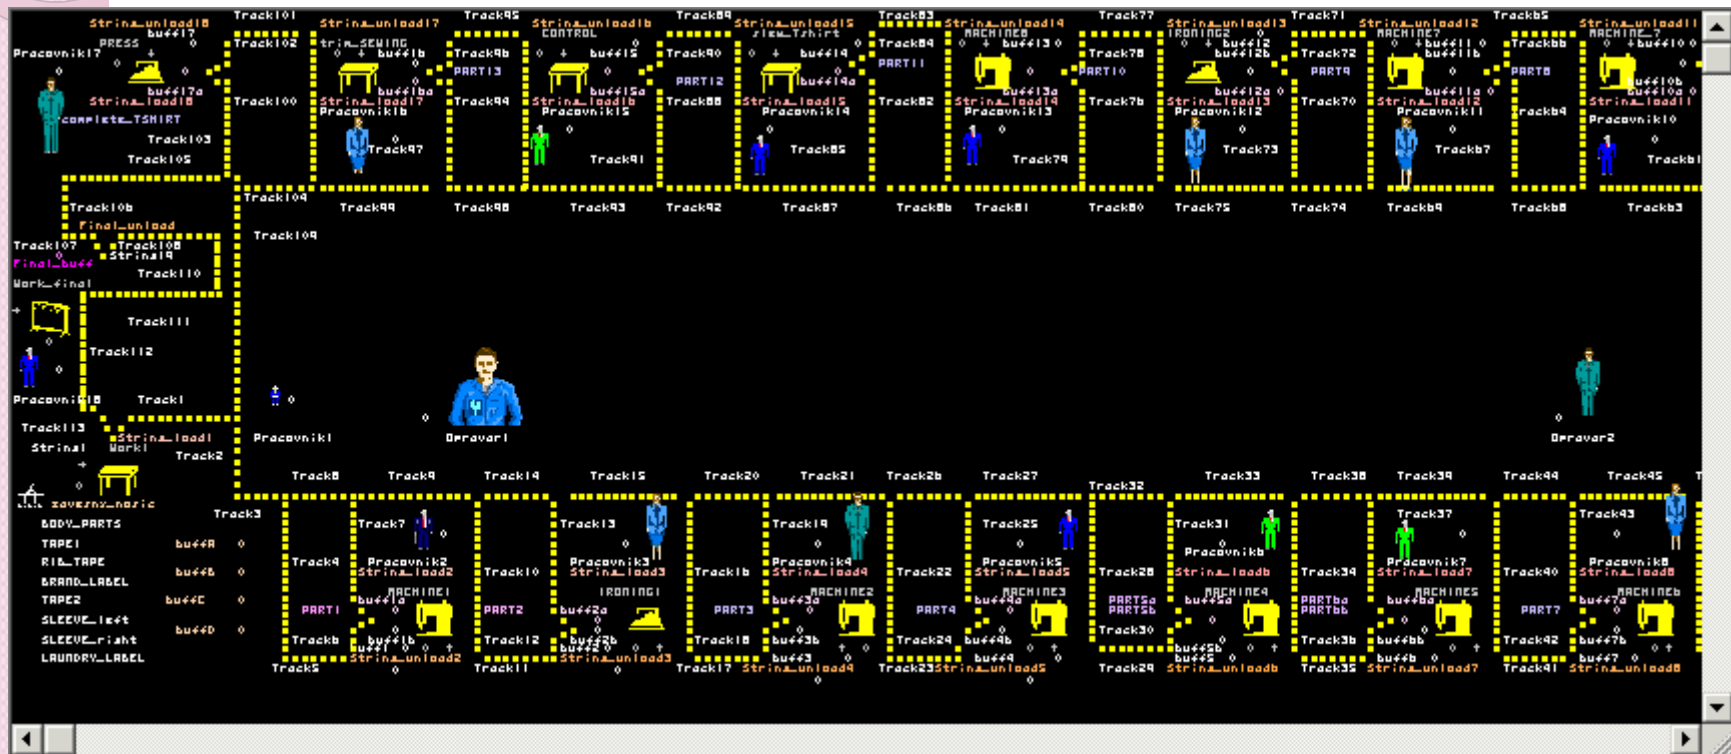 Track101 Track95 Track89 Track83 Track77 Track71 Track65
String_unload18 String_unload17 String_unload16 String_unload15 String_unload14 String_unload13 String_unload12 String_unload11
buff17 CONTROL MACHINE8 IRONING2 MACHINE7 MACHINE_7
PRESS Track102 trim_SEWING buff15 buff13 buff12 buff11 buff10
Pracovnik17 buff16 Track96 Track90 buff14 Track84 Track78 buff12b Track72 buff11b Track66
PART13 PART12 PART11 PART10 PART9 PART8
buff17a buff16a buff15a buff14a buff13a buff12a buff11a buff10b buff10a
String_load18 Track100 String_load17 Track94 String_load16 Track88 String_load15 Track82 String_load14 Track76 String_load13 Track70 String_load12 Track64 String_load11
complete_TSHIRT Pracovnik16 Pracovnik15 Pracovnik14 Pracovnik13 Pracovnik12 Pracovnik11 Pracovnik10
Track103 Track97 Track91 Track85 Track79 Track73 Track67
Track105
Track104
Track106 Track99 Track98 Track93 Track92 Track87 Track86 Track81 Track80 Track75 Track74 Track69 Track68 Track63
Final_unload
Track109
Track107 Track108
String19
Final_buff
Track110
Work_final
Track111
Track112
Pracovnik18 Track1
Track113 String_load1 Pracovnik1 Opravar1 Opravar2
String1 Work1 Track2
Track8 Track9 Track14 Track15 Track20 Track21 Track26 Track27 Track32 Track33 Track38 Track39 Track44 Track45
zavesny_nosic
Track3
BODY_PARTS Track7 Track13 Track19 Track25 Track31 Track37 Track43
TAPE1 buffA 0
RIB_TAPE Track4 Pracovnik2 Track10 Pracovnik3 Track16 Pracovnik4 Track22 Pracovnik5 Track28 Pracovnik6 Track34 Pracovnik7 Track40 Pracovnik8
buffB 0 String_load2 String_load3 String_load4 String_load5 String_load6 String_load7 String_load8
BRAND_LABEL
MACHINE1 IRONING1 MACHINE2 MACHINE3 MACHINE4 MACHINE5 MACHINE6
TAPE2 buffC 0 buff1a buff2a buff3a buff4a PART5a buff5a PART6a buff6a
PART1 PART2 PART3 PART4 PART5b PART6b PART7
SLEEVE_left
buffD 0 Track30
SLEEVE_right Track6 buff1b Track12 buff2b Track18 buff3b Track24 buff4b buff5b Track36 buff6b Track42 buff7b
LAUNDRY_LABEL String_unload2 String_unload3 buff3 buff4 buff5 buff6 buff7
Track5 Track11 Track17 String_unload4 Track23 String_unload5 Track29 String_unload6 Track35 String_unload7 Track41 String_unload8